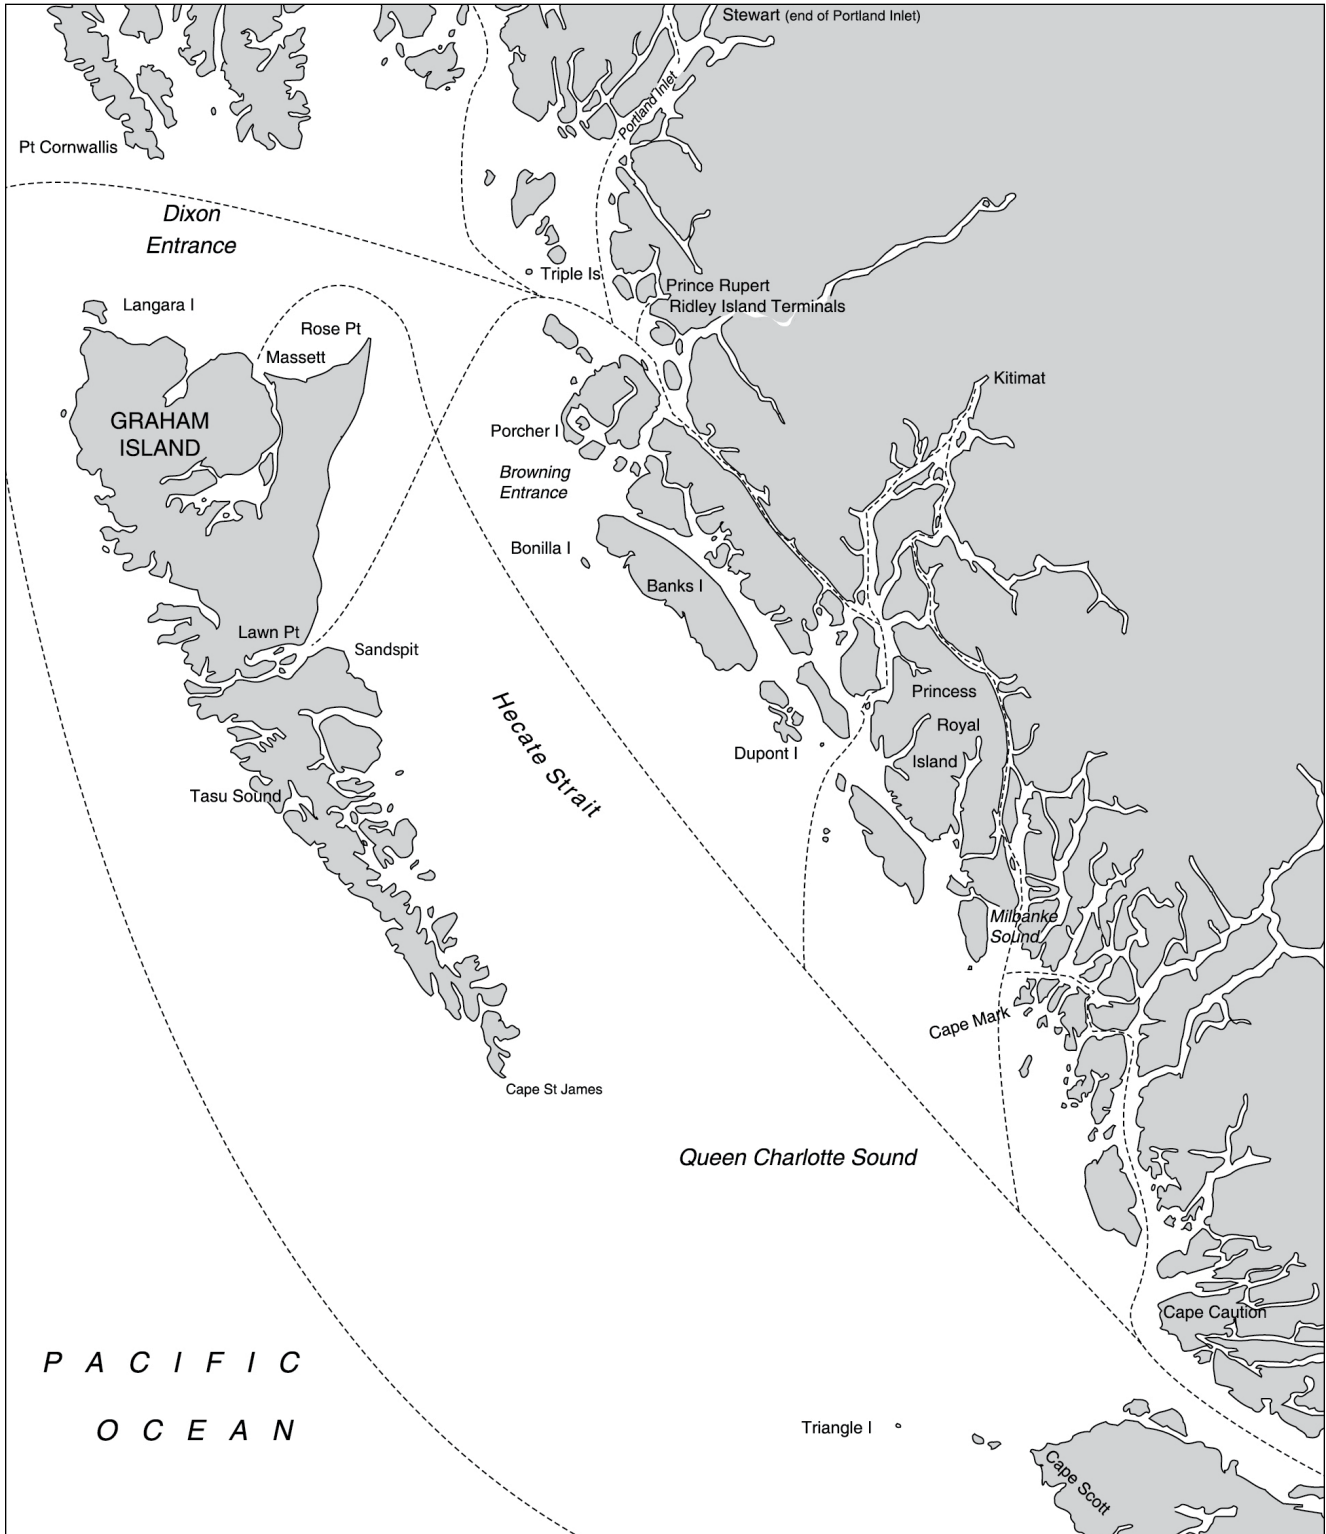 Stewart (end of Portland Inlet)
Portland Inlet
Pt Cornwallis
Dixon
Entrance
Triple Is
Prince Rupert
Ridley Island Terminals
Langara I
Rose Pt
Massett
Kitimat
GRAHAM
ISLAND
Porcher I
Browning
Entrance
Bonilla I
Banks I
Lawn Pt
Sandspit
Princess
Royal
Island
Hecate Strait
Dupont I
Tasu Sound
Milbanke
Sound
Cape Mark
Cape St James
Queen Charlotte Sound
Cape Caution
PACIFIC
OCEAN
Triangle I
Cape Scott